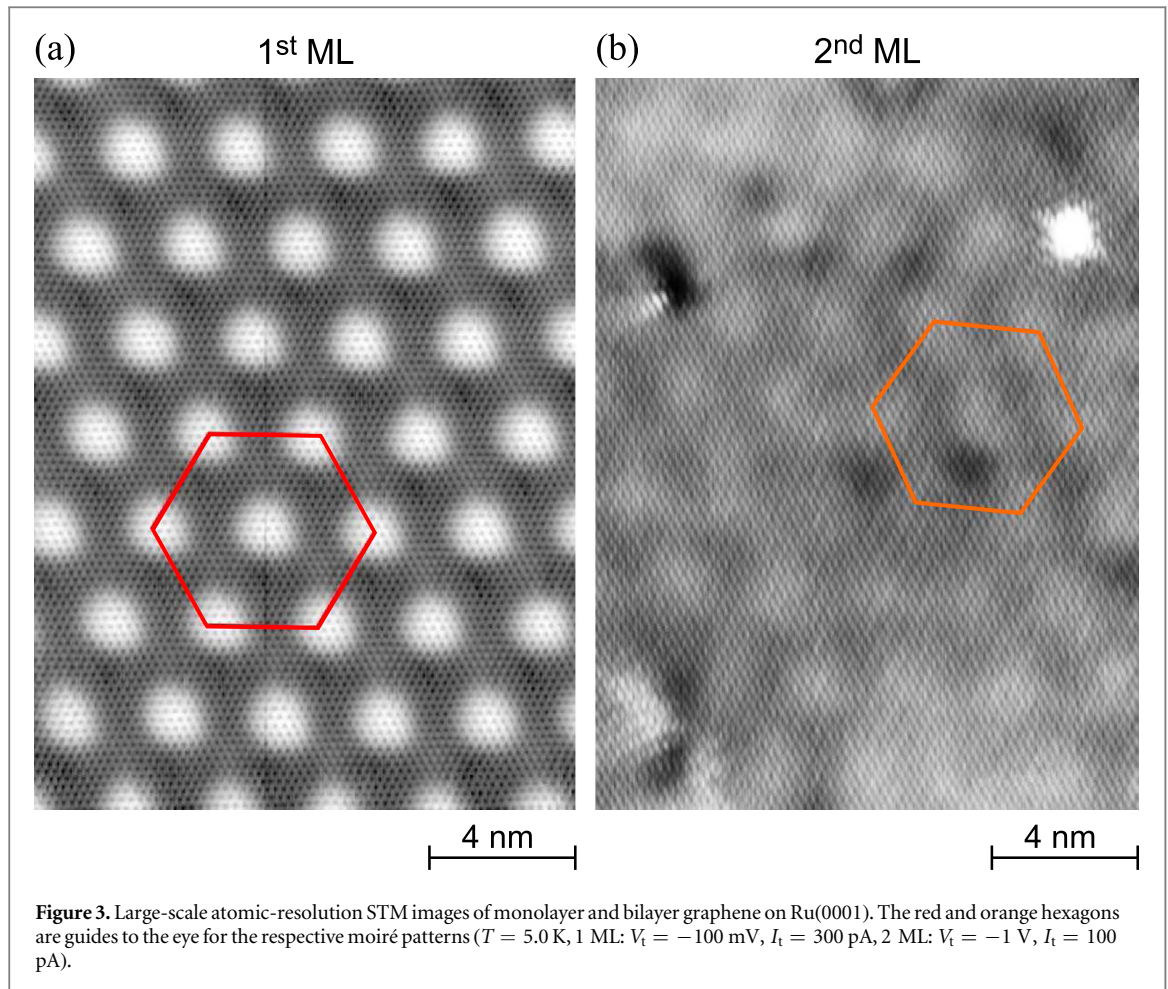 (a) 1st ML (b) 2nd ML
4 nm 4 nm
Figure 3. Large-scale atomic-resolution STM images of monolayer and bilayer graphene on Ru(0001). The red and orange hexagons
are guides to the eye for the respective moiré patterns (T = 5.0 K, 1 ML: Vt = −100 mV, It = 300 pA, 2 ML: Vt = −1 V, It = 100
pA).